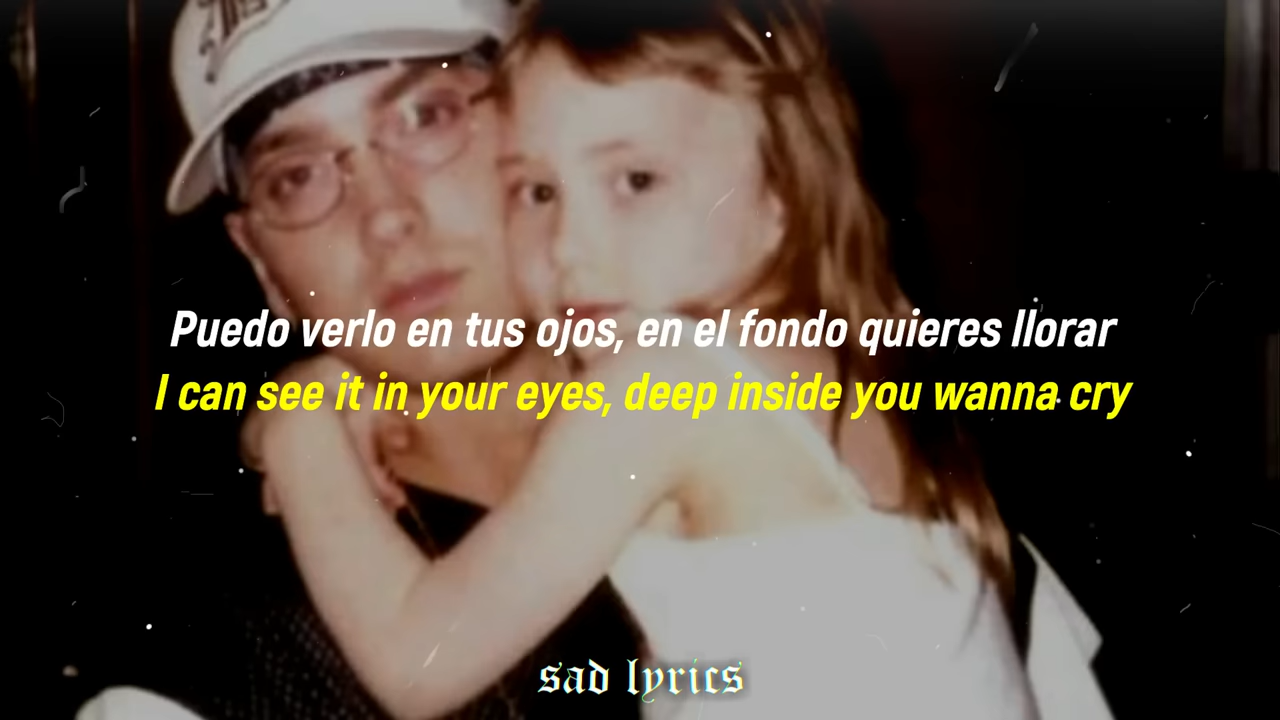 Puedo verlo en tus ojos, en el fondo quieres llorar
I can see it in your eyes, deep inside you wanna cry
sad lyrics